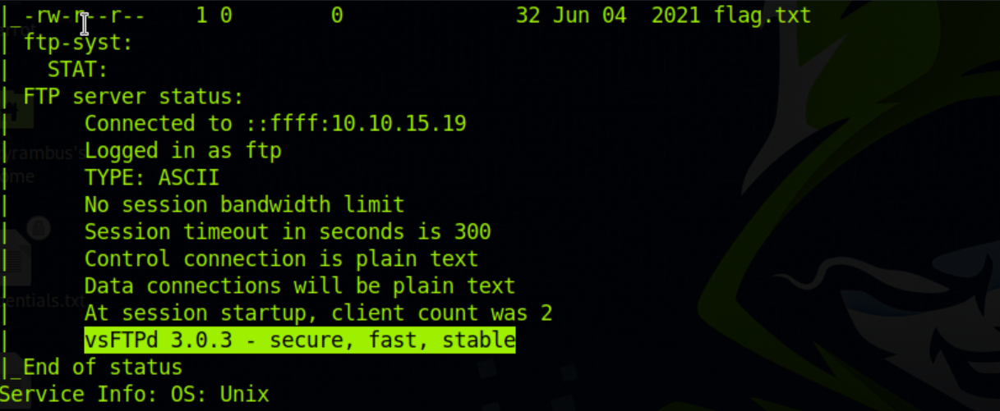 |_-rw-r--r--    1 0        0              32 Jun 04  2021 flag.txt
| ftp-syst:
|   STAT:
| FTP server status:
|      Connected to ::ffff:10.10.15.19
|      Logged in as ftp
|      TYPE: ASCII
|      No session bandwidth limit
|      Session timeout in seconds is 300
|      Control connection is plain text
|      Data connections will be plain text
|      At session startup, client count was 2
|      vsFTPd 3.0.3 - secure, fast, stable
|_End of status
Service Info: OS: Unix